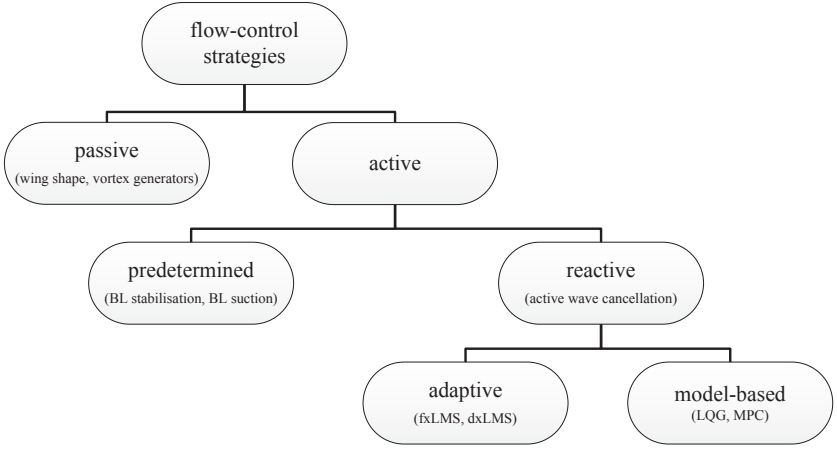 flow-control
strategies
passive
(wing shape, vortex generators)
active
predetermined
(BL stabilisation, BL suction)
reactive
(active wave cancellation)
adaptive
(fxLMS, dxLMS)
model-based
(LQG, MPC)